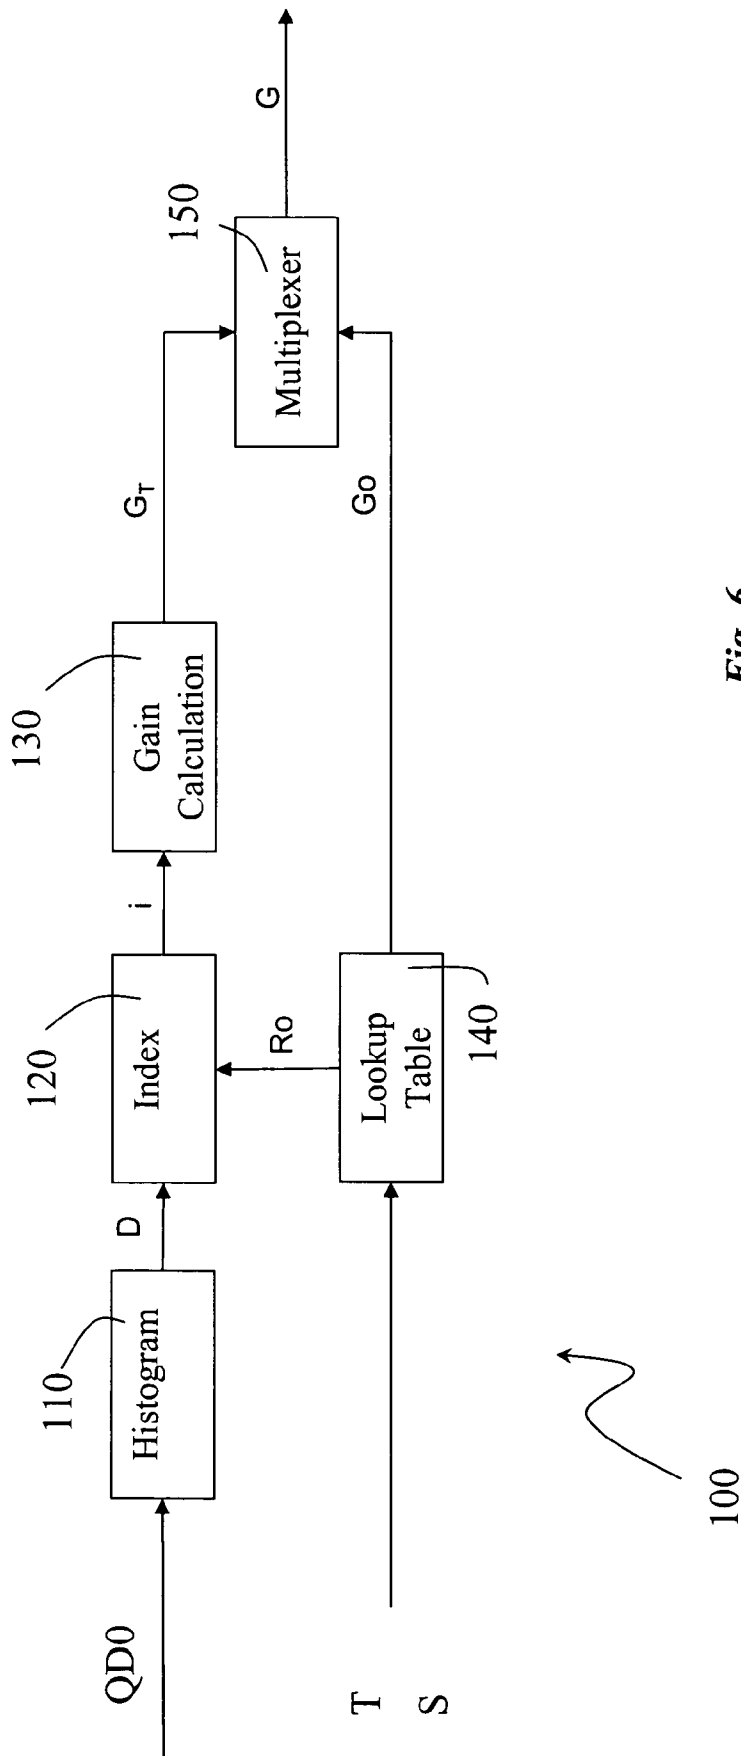 QD0
110
Histogram
D
120
Index
i
130
Gain
Calculation
G_T
150
Multiplexer
G
T
S
Ro
Lookup
Table
140
Go
100
Fig. 6